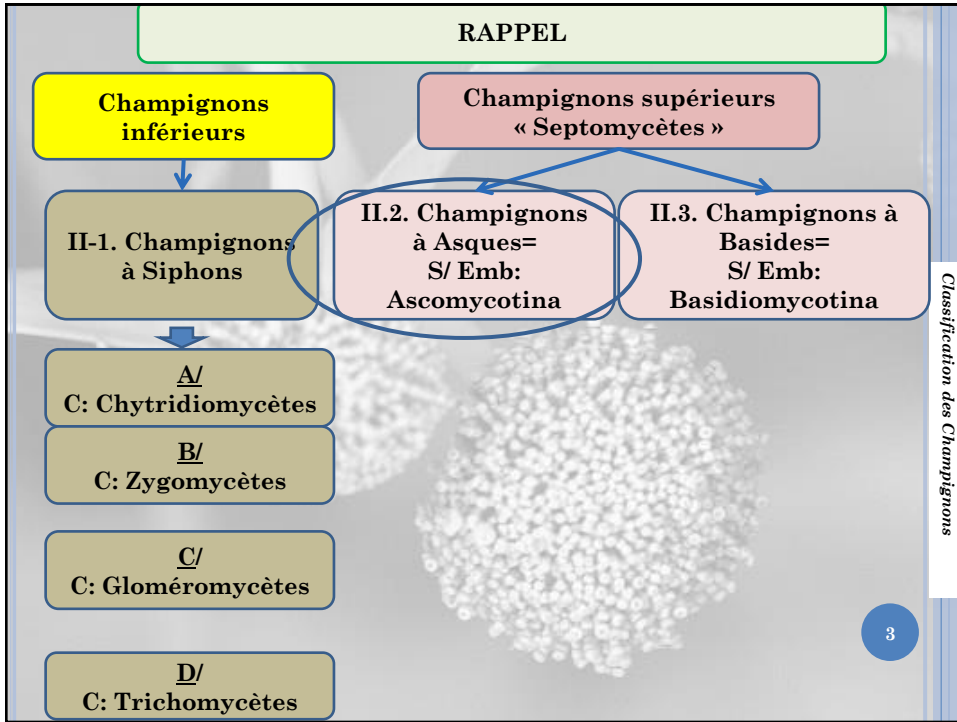 RAPPEL
Champignons
inférieurs
Champignons supérieurs
« Septomycètes »
II-1. Champignons
à Siphons
II.2. Champignons
à Asques=
S/ Emb:
Ascomycotina
II.3. Champignons à
Basides=
S/ Emb:
Basidiomycotina
A/
C: Chytridiomycètes
B/
C: Zygomycètes
C/
C: Gloméromycètes
D/
C: Trichomycètes
Classification des Champignons
3